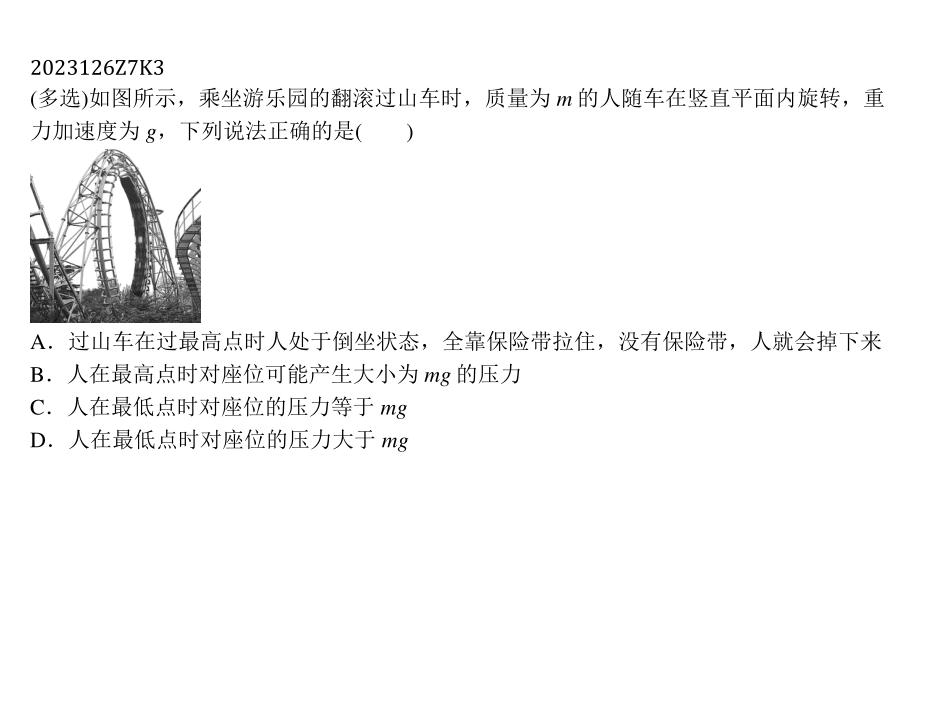 2023126Z7K3
(多选)如图所示，乘坐游乐园的翻滚过山车时，质量为 m 的人随车在竖直平面内旋转，重
力加速度为 g，下列说法正确的是(　　)
A．过山车在过最高点时人处于倒坐状态，全靠保险带拉住，没有保险带，人就会掉下来
B．人在最高点时对座位可能产生大小为 mg 的压力
C．人在最低点时对座位的压力等于 mg
D．人在最低点时对座位的压力大于 mg